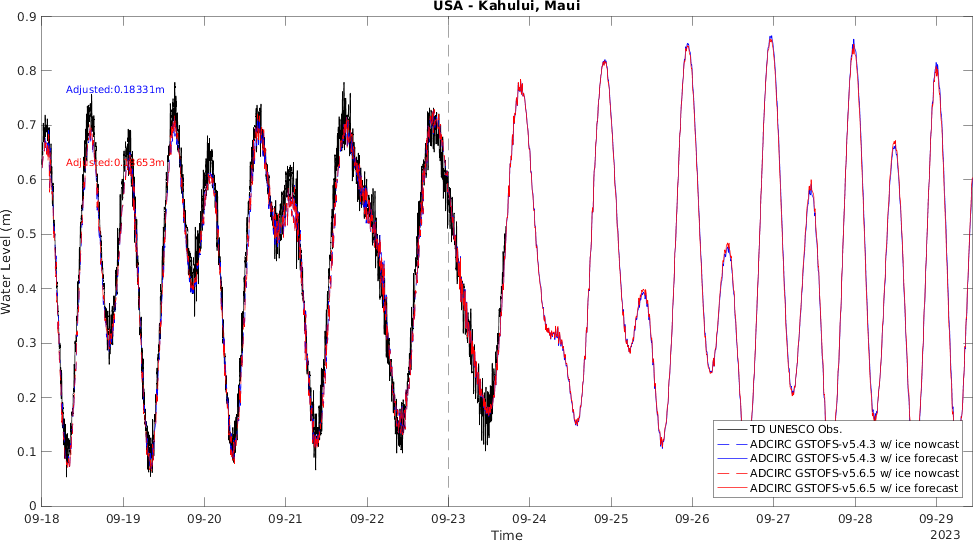 USA - Kahului, Maui
Water Level (m)
0.9
0.8
0.7
0.6
0.5
0.4
0.3
0.2
0.1
0
Adjusted:0.18331m
TD UNESCO Obs.
ADCIRC GSTOFS-v5.4.3 w/ ice nowcast
ADCIRC GSTOFS-v5.4.3 w/ ice forecast
ADCIRC GSTOFS-v5.6.5 w/ ice nowcast
ADCIRC GSTOFS-v5.6.5 w/ ice forecast
09-18 09-19 09-20 09-21 09-22 09-23 09-24 09-25 09-26 09-27 09-28 09-29
Time
2023